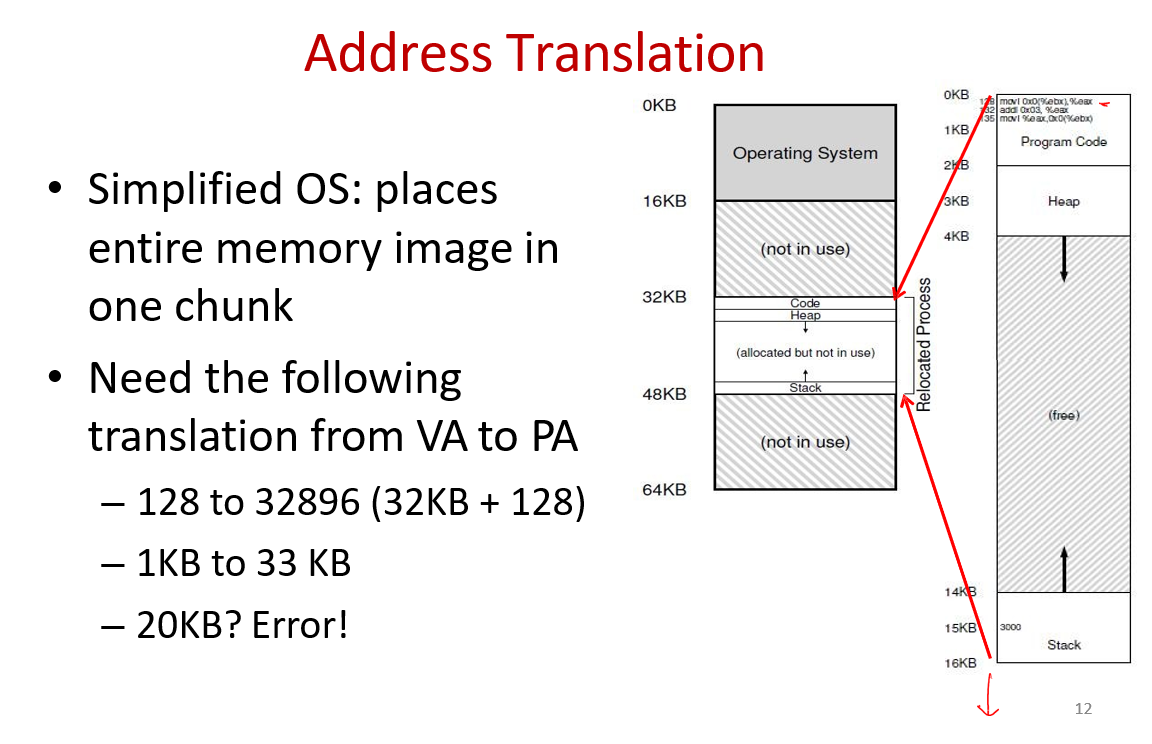 Address Translation
• Simplified OS: places
entire memory image in
one chunk
• Need the following
translation from VA to PA
– 128 to 32896 (32KB + 128)
– 1KB to 33 KB
– 20KB? Error!
0KB
Operating System
16KB
(not in use)
32KB
Code
Heap
(allocated but not in use)
Stack
48KB
(not in use)
64KB
Relocated Process
0KB
128 movl 0x0(%ebx),%eax
132 addl 0x03, %eax
135 movl %eax,0x0(%ebx)
1KB
Program Code
2KB
3KB
Heap
4KB
(free)
14KB
15KB
3000
Stack
16KB
12